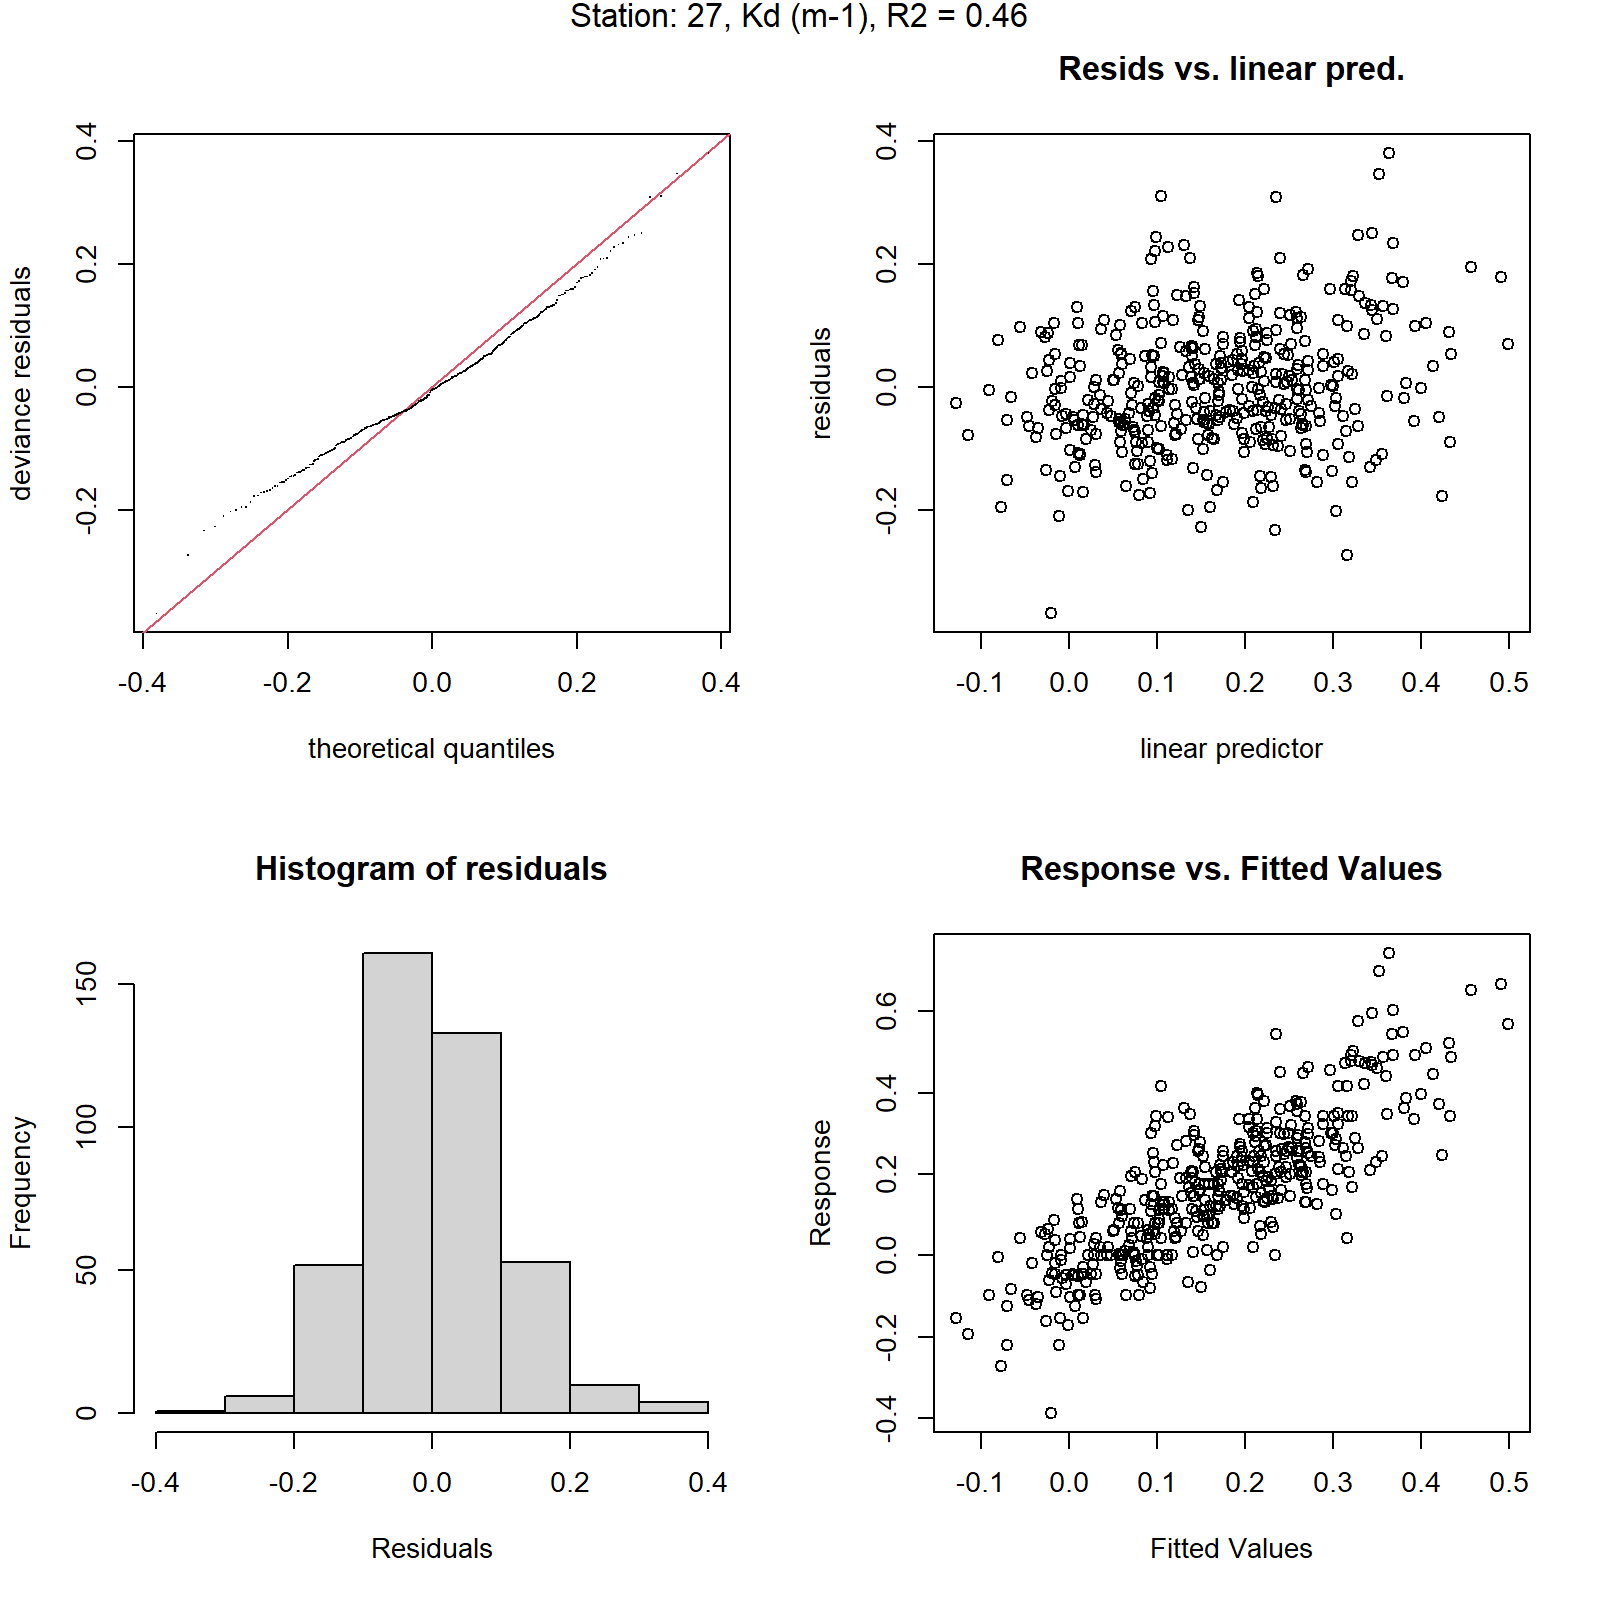 Station: 27, Kd (m-1), R2 = 0.46
deviance residuals
0.4
0.2
0.0
-0.2
-0.4 -0.2 0.0 0.2 0.4
theoretical quantiles
Resids vs. linear pred.
residuals
0.4
0.2
0.0
-0.2
-0.1 0.0 0.1 0.2 0.3 0.4 0.5
linear predictor
Histogram of residuals
Frequency
150
100
50
0
-0.4 -0.2 0.0 0.2 0.4
Residuals
Response vs. Fitted Values
Response
0.6
0.4
0.2
0.0
-0.2
-0.4
-0.1 0.0 0.1 0.2 0.3 0.4 0.5
Fitted Values